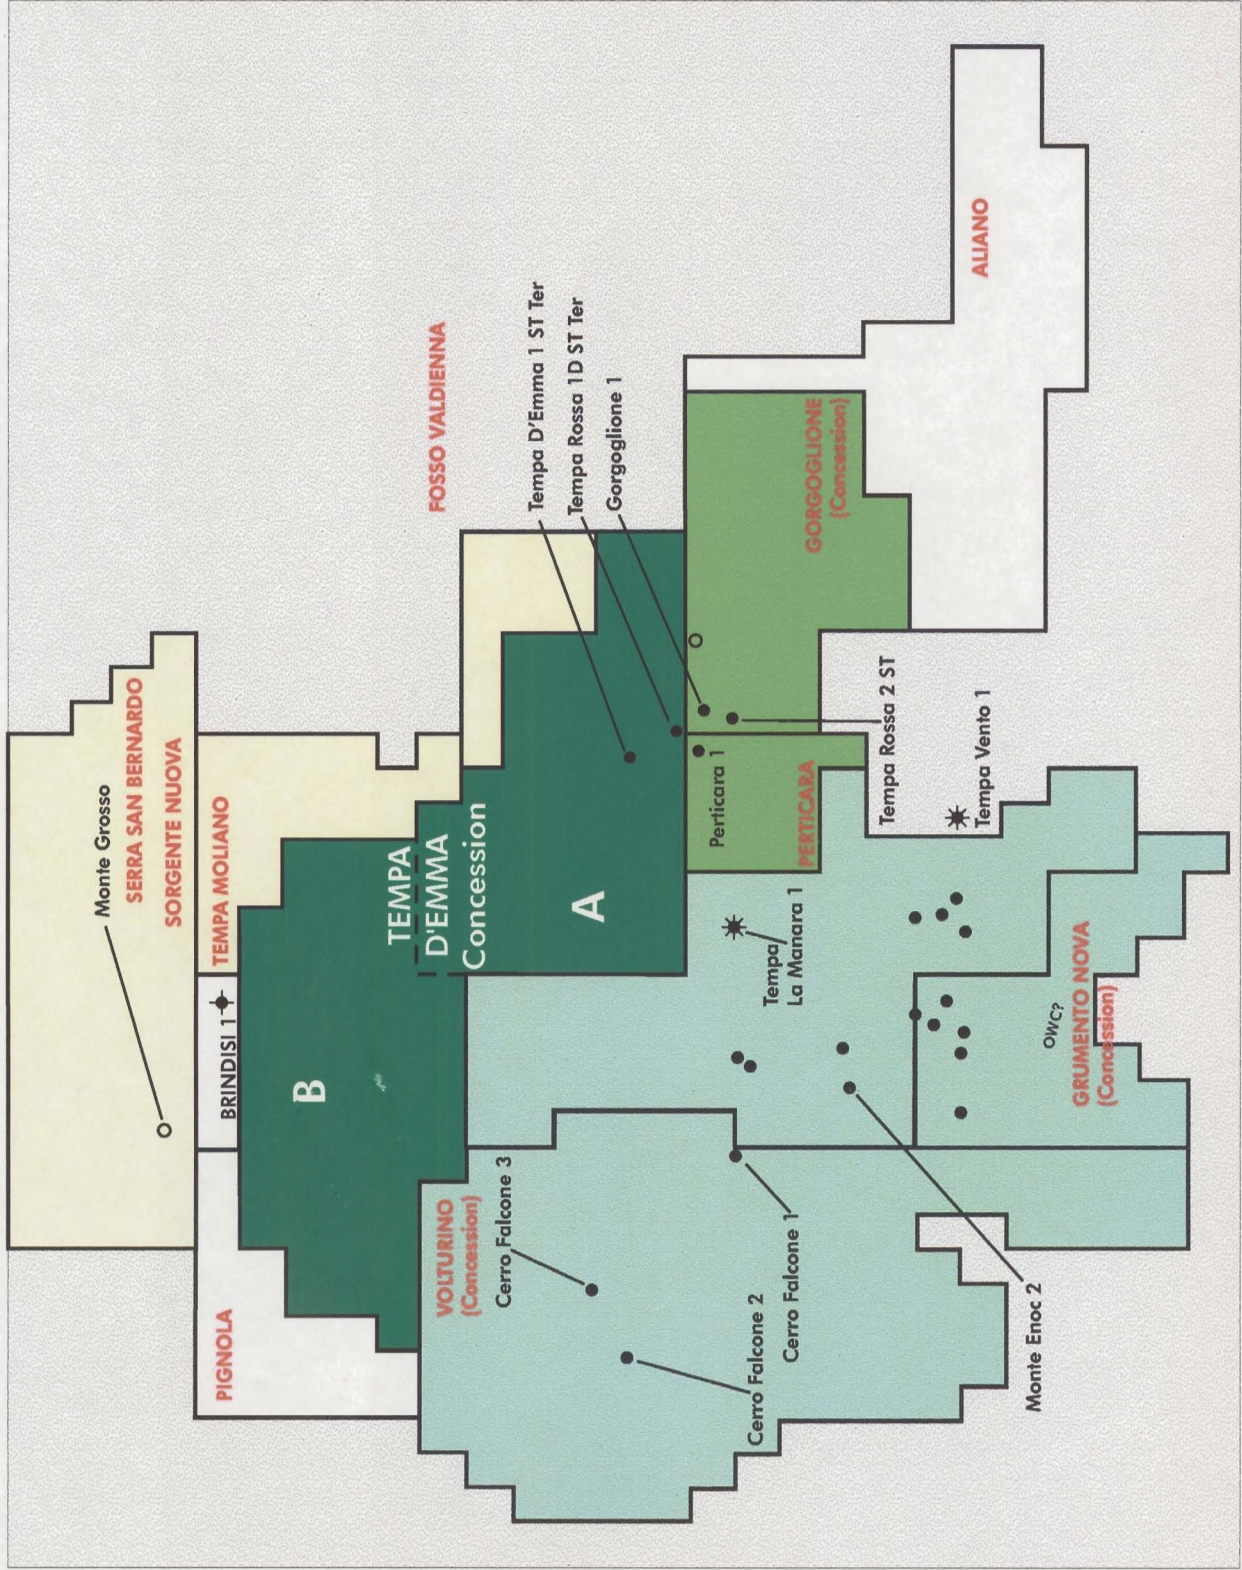 Monte Grosso
SERRA SAN BERNARDO
SORGENTE NUOVA
TEMPA MOLIANO
BRINDISI 1
PIGNOLA
B
TEMPA
D'EMMA
Concession
A
FOSSO VALDIENNA
Tempa D'Emma 1 ST Ter
Tempa Rossa 1D ST Ter
Gorgoglione 1
VOLTURINO
(Concession)
Cerro Falcone 3
Cerro Falcone 2
Cerro Falcone 1
Monte Enoc 2
Tempa
La Manara 1
Perticara 1
PERTICARA
GORGOGLIONE
(Concession)
Tempa Rossa 2 ST
Tempa Vento 1
ALIANO
OWC?
GRUMENTO NOVA
(Concession)